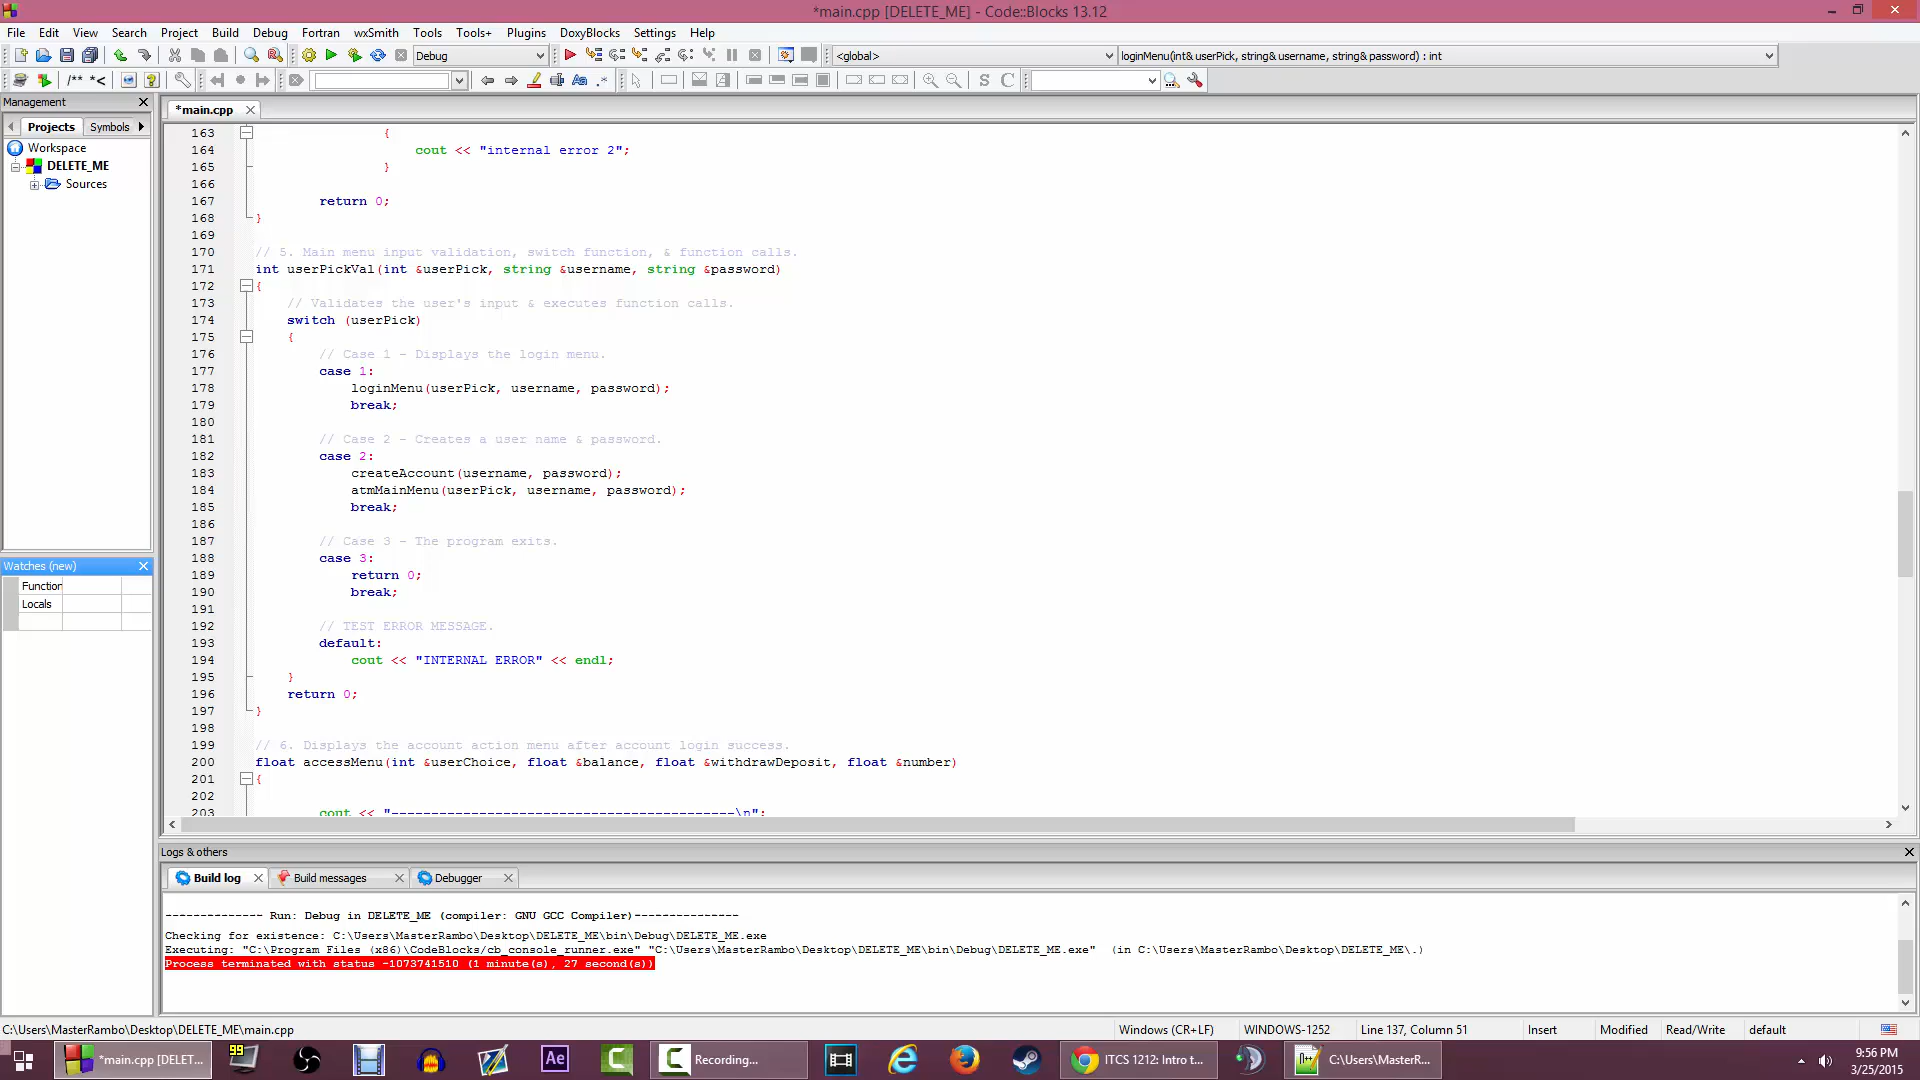 *main.cpp [DELETE_ME] - Code::Blocks 13.12
File Edit View Search Project Build Debug Fortran wxSmith Tools Tools+ Plugins DoxyBlocks Settings Help
Debug <global> loginMenu(int& userPick, string& username, string& password) : int
/** *< S C
Management
*main.cpp
Projects Symbols
Workspace
DELETE_ME
Sources
163 {
164 cout << "internal error 2";
165 }
166
167 return 0;
168 }
169
170 // 5. Main menu input validation, switch function, & function calls.
171 int userPickVal(int &userPick, string &username, string &password)
172 {
173 // Validates the user's input & executes function calls.
174 switch (userPick)
175 {
176 // Case 1 - Displays the login menu.
177 case 1:
178 loginMenu(userPick, username, password);
179 break;
180
181 // Case 2 - Creates a user name & password.
182 case 2:
183 createAccount(username, password);
184 atmMainMenu(userPick, username, password);
185 break;
186
187 // Case 3 - The program exits.
188 case 3:
189 return 0;
190 break;
191
192 // TEST ERROR MESSAGE.
193 default:
194 cout << "INTERNAL ERROR" << endl;
195 }
196 return 0;
197 }
198
199 // 6. Displays the account action menu after account login success.
200 float accessMenu(int &userChoice, float &balance, float &withdrawDeposit, float &number)
201 {
202
203 cout << "-------------------------------------------\n";
Watches (new)
Function
Locals
Logs & others
Build log Build messages Debugger
-------------- Run: Debug in DELETE_ME (compiler: GNU GCC Compiler)---------------
Checking for existence: C:\Users\MasterRambo\Desktop\DELETE_ME\bin\Debug\DELETE_ME.exe
Executing: "C:\Program Files (x86)\CodeBlocks/cb_console_runner.exe" "C:\Users\MasterRambo\Desktop\DELETE_ME\bin\Debug\DELETE_ME.exe" (in C:\Users\MasterRambo\Desktop\DELETE_ME\.)
Process terminated with status -1073741510 (1 minute(s), 27 second(s))
C:\Users\MasterRambo\Desktop\DELETE_ME\main.cpp Windows (CR+LF) WINDOWS-1252 Line 137, Column 51 Insert Modified Read/Write default
*main.cpp [DELET... 99 Ae Recording... ITCS 1212: Intro t... C:\Users\MasterR... 9:56 PM
3/25/2015